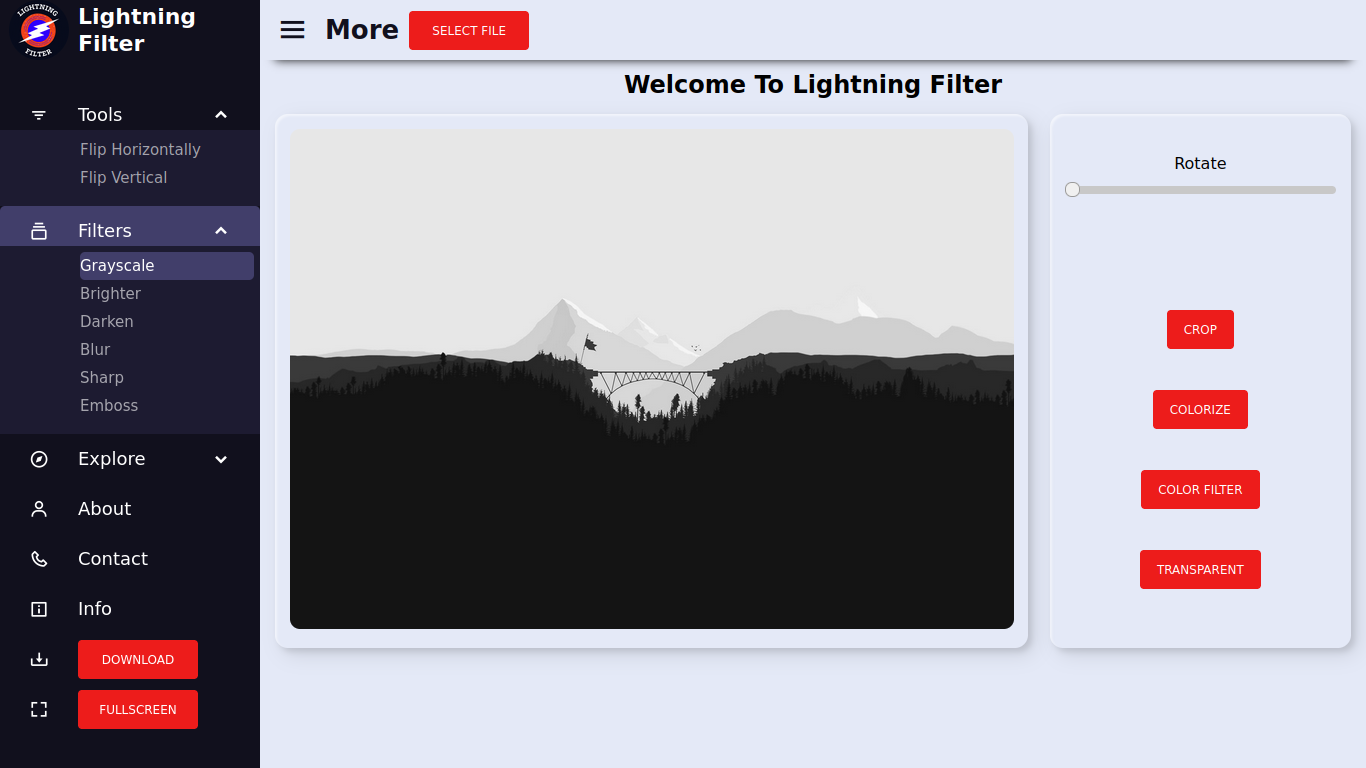 LIGHTNING
FILTER
Lightning
Filter
Tools
Flip Horizontally
Flip Vertical
Filters
Grayscale
Brighter
Darken
Blur
Sharp
Emboss
Explore
About
Contact
Info
DOWNLOAD
FULLSCREEN
More
SELECT FILE
Welcome To Lightning Filter
Rotate
CROP
COLORIZE
COLOR FILTER
TRANSPARENT